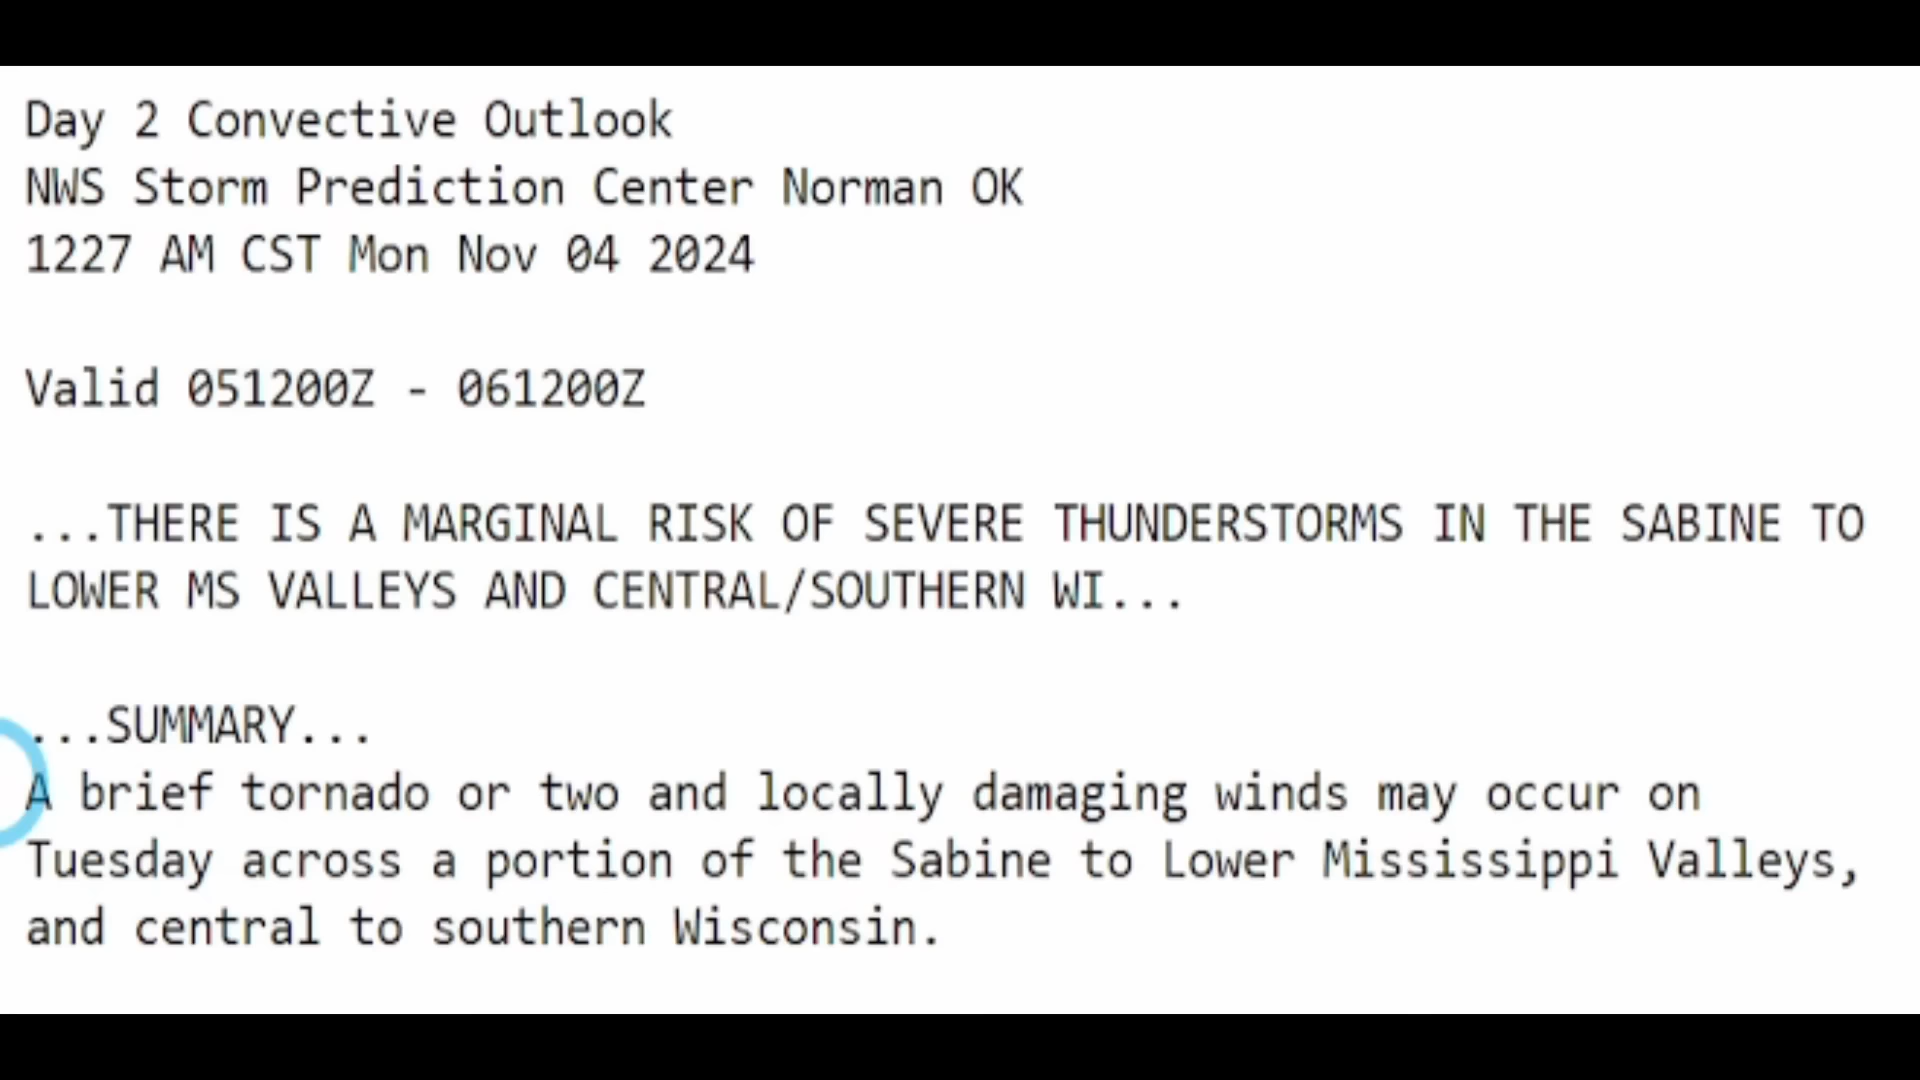 Day 2 Convective Outlook
NWS Storm Prediction Center Norman OK
1227 AM CST Mon Nov 04 2024
Valid 051200Z - 061200Z
...THERE IS A MARGINAL RISK OF SEVERE THUNDERSTORMS IN THE SABINE TO
LOWER MS VALLEYS AND CENTRAL/SOUTHERN WI...
...SUMMARY...
A brief tornado or two and locally damaging winds may occur on
Tuesday across a portion of the Sabine to Lower Mississippi Valleys,
and central to southern Wisconsin.